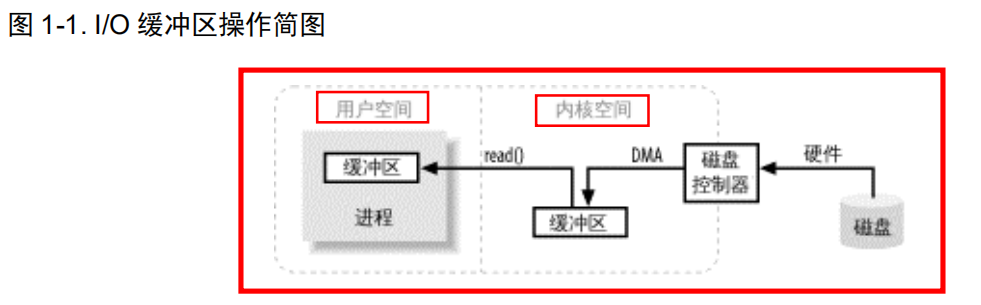 图 1-1. I/O 缓冲区操作简图
用户空间
内核空间
缓冲区
read()
DMA
磁盘
控制器
硬件
进程
缓冲区
磁盘